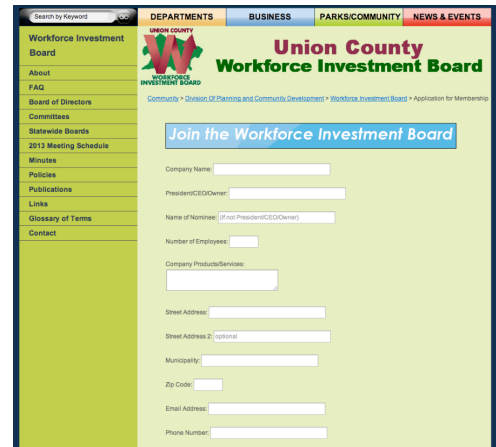 Search by Keyword GO
DEPARTMENTS BUSINESS PARKS/COMMUNITY NEWS & EVENTS
Workforce Investment
Board
About
FAQ
Board of Directors
Committees
Statewide Boards
2013 Meeting Schedule
Minutes
Policies
Publications
Links
Glossary of Terms
Contact
UNION COUNTY
W
WORKFORCE
INVESTMENT BOARD
Union County
Workforce Investment Board
Community > Division Of Planning and Community Development > Workforce Investment Board > Application for Membership
Join the Workforce Investment Board
Company Name:
President/CEO/Owner:
Name of Nominee: (If not President/CEO/Owner)
Number of Employees:
Company Products/Services:
Street Address:
Street Address 2: optional
Municipality:
Zip Code:
Email Address:
Phone Number: